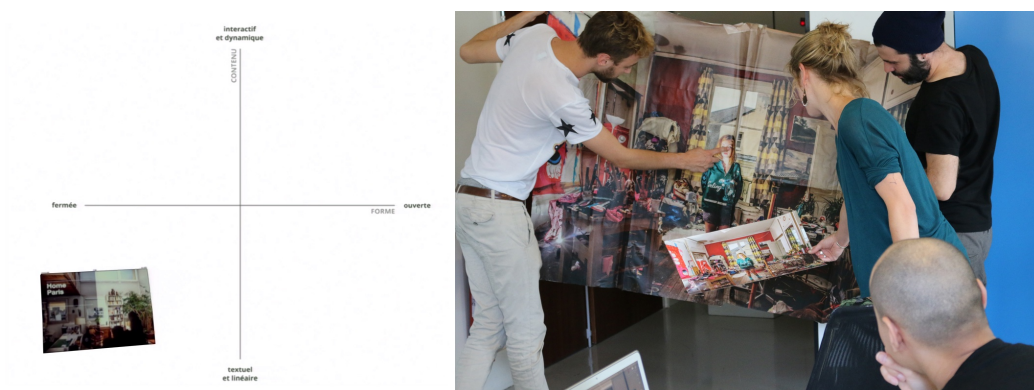 interactif
et dynamique
CONTENU
fermée
ouverte
FORME
Home
Paris
textuel
et linéaire